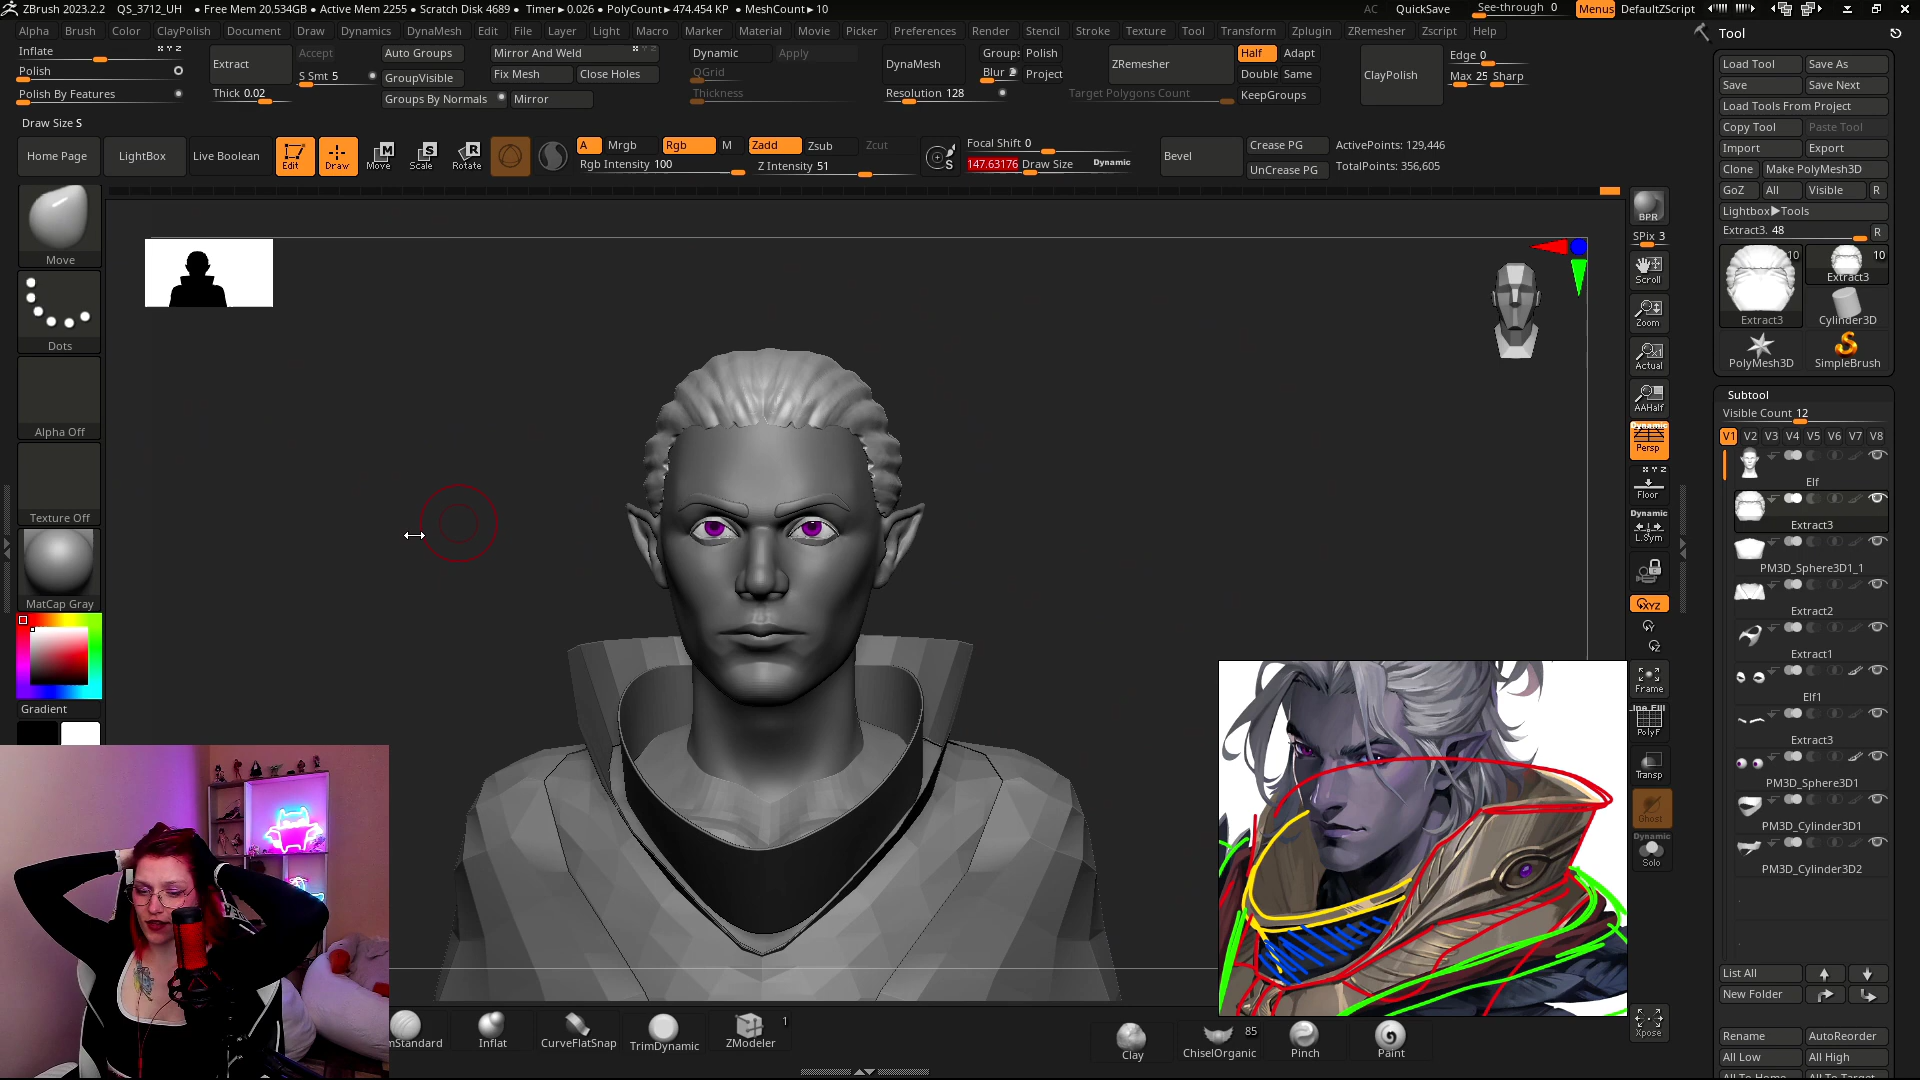 ZBrush 2023.2.2 QS_3712_UH • Free Mem 20.534GB • Active Mem 2255 • Scratch Disk 4689 • Timer▸0.026 • PolyCount▸474.454 KP • MeshCount▸10 AC QuickSave See-through 0 Menus DefaultZScript
Alpha Brush Color ClayPolish Document Draw Dynamics DynaMesh Edit File Layer Light Macro Marker Material Movie Picker Preferences Render Stencil Stroke Texture Tool Transform Zplugin ZRemesher Zscript Help
Tool
Inflate
Polish
Polish By Features
Extract
Accept
S Smt 5
Thick 0.02
Auto Groups
GroupVisible
Groups By Normals
Mirror And Weld
Fix Mesh
Close Holes
Mirror
Dynamic
Apply
QGrid
Thickness
DynaMesh
Resolution 128
Groups
Polish
Blur 2
Project
ZRemesher
Target Polygons Count
Half
Adapt
Double
Same
KeepGroups
ClayPolish
Edge 0
Max 25
Sharp
Draw Size S
Home Page
LightBox
Live Boolean
Edit
Draw
Move
Scale
Rotate
A
Mrgb
Rgb
M
Rgb Intensity 100
Zadd
Zsub
Zcut
Z Intensity 51
S
Focal Shift 0
147.63176 Draw Size
Dynamic
Bevel
Crease PG
UnCrease PG
ActivePoints: 129,446
TotalPoints: 356,605
Move
Dots
Alpha Off
Texture Off
MatCap Gray
Gradient
BPR
SPix 3
Scroll
Zoom
Actual
AAHalf
Dynamic
Persp
X Y Z
Floor
Dynamic
L.Sym
XYZ
Y
Z
Frame
Line Fill
PolyF
Transp
Ghost
Dynamic
Solo
Xpose
Load Tool
Save As
Save
Save Next
Load Tools From Project
Copy Tool
Paste Tool
Import
Export
Clone
Make PolyMesh3D
GoZ
All
Visible
R
Lightbox▸Tools
Extract3. 48
R
10
Extract3
10
Extract3
Cylinder3D
PolyMesh3D
SimpleBrush
Subtool
Visible Count 12
V1 V2 V3 V4 V5 V6 V7 V8
Elf
Extract3
PM3D_Sphere3D1_1
Extract2
Extract1
Elf1
Extract3
PM3D_Sphere3D1
PM3D_Cylinder3D1
PM3D_Cylinder3D2
List All
New Folder
Rename
AutoReorder
All Low
All High
Inflat
CurveFlatSnap
TrimDynamic
ZModeler
1
Clay
ChiselOrganic
85
Pinch
Paint